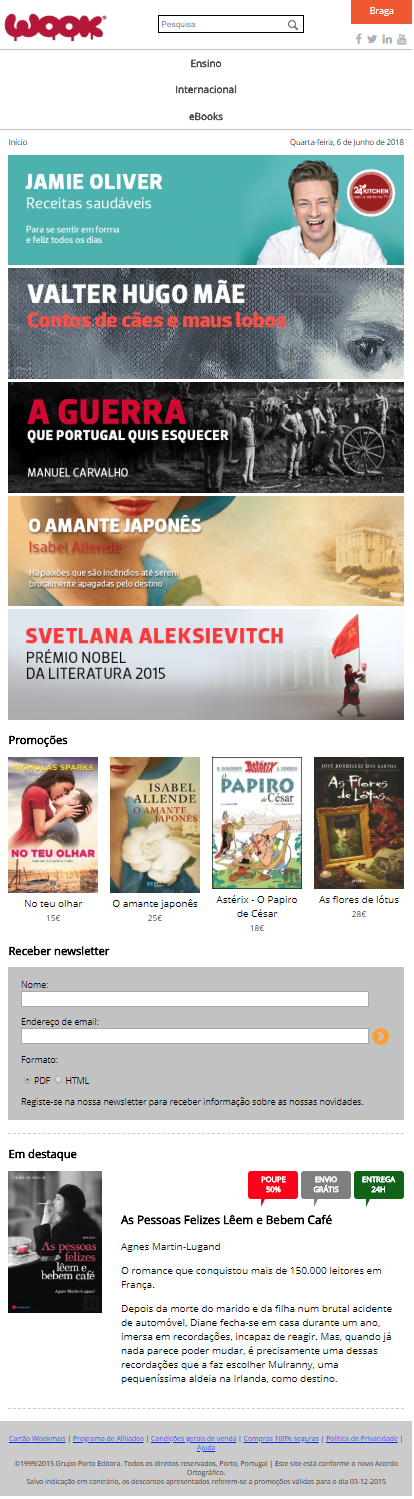 wook
Pesquisa
Braga
Ensino
Internacional
eBooks
Início
Quarta-feira, 6 de Junho de 2018
JAMIE OLIVER
Receitas saudáveis
Para se sentir em forma
e feliz todos os dias
24 KITCHEN
VALTER HUGO MÃE
Contos de cães e maus lobos
A GUERRA
QUE PORTUGAL QUIS ESQUECER
MANUEL CARVALHO
O AMANTE JAPONÊS
Isabel Allende
Há paixões que são incêndios até serem
brutalmente apagadas pelo destino
SVETLANA ALEKSIEVITCH
PRÉMIO NOBEL
DA LITERATURA 2015
Promoções
NICHOLAS SPARKS
NO TEU OLHAR
ISABEL
ALLENDE
O AMANTE
JAPONÊS
Astérix
O PAPIRO
de César
JOSÉ RODRIGUES DOS SANTOS
As Flores
de Lótus
No teu olhar
15€
O amante japonês
25€
Astérix - O Papiro
de César
18€
As flores de lótus
28€
Receber newsletter
Nome:
Endereço de email:
Formato:
PDF HTML
Registe-se na nossa newsletter para receber informação sobre as nossas novidades.
Em destaque
As pessoas
felizes
lêem e
bebem café
Agnès Martin-Lugand
POUPE
50%
ENVIO
GRÁTIS
ENTREGA
24H
As Pessoas Felizes Lêem e Bebem Café
Agnes Martin-Lugand
O romance que conquistou mais de 150.000 leitores em
França.
Depois da morte do marido e da filha num brutal acidente
de automóvel, Diane fecha-se em casa durante um ano,
imersa em recordações, incapaz de reagir. Mas, quando já
nada parece poder mudar, é precisamente uma dessas
recordações que a faz escolher Mulranny, uma
pequeníssima aldeia na Irlanda, como destino.
Cartão Wookmais | Programa de Afiliados | Condições gerais de venda | Compras 100% seguras | Política de Privacidade |
Ajuda
©1999/2015 Grupo Porto Editora. Todos os direitos reservados, Porto, Portugal | Este site está conforme o novo Acordo
Ortográfico.
Salvo indicação em contrário, os descontos apresentados referem-se a promoções válidas para o dia 03-12-2015